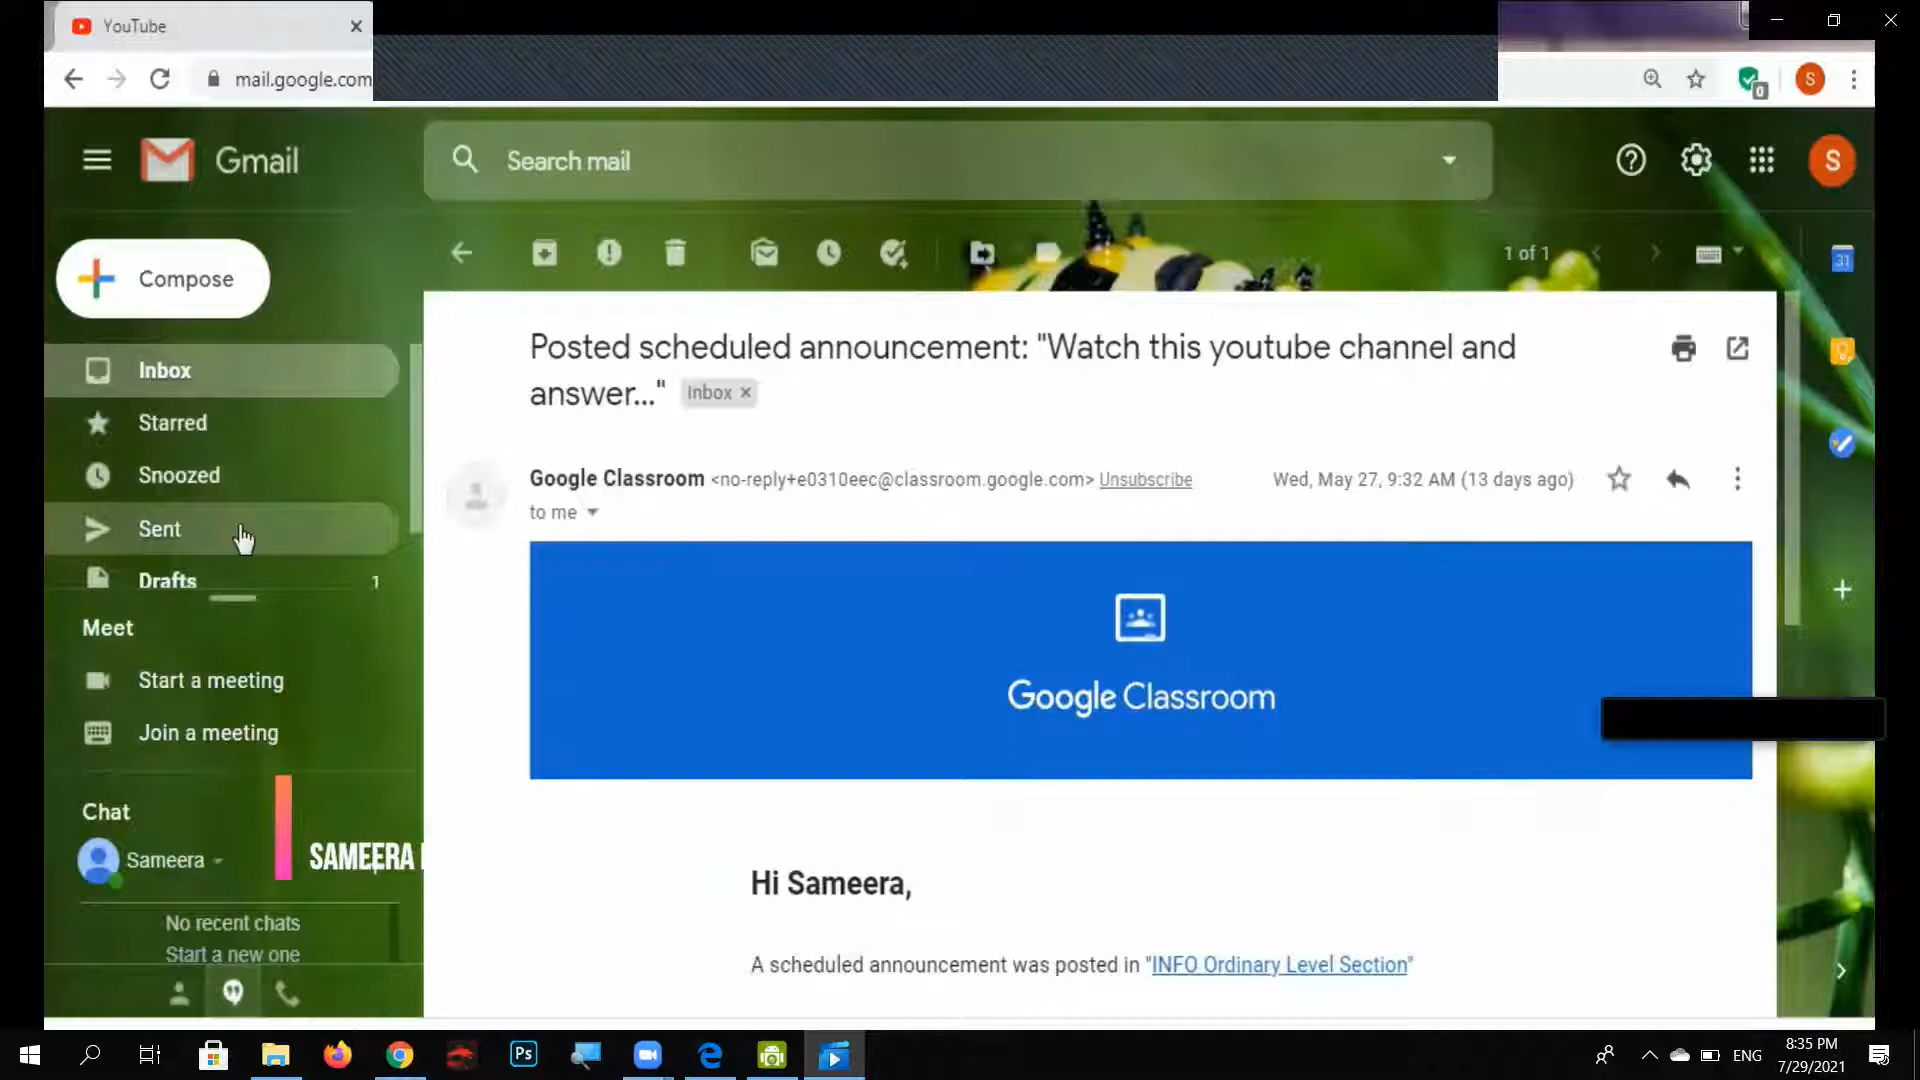 YouTube
mail.google.com
S
0
Gmail
Search mail
S
Compose
1 of 1
31
Inbox
Starred
Snoozed
Sent
Drafts 1
Meet
Start a meeting
Join a meeting
Chat
Sameera
SAMEERA
No recent chats
Start a new one
Posted scheduled announcement: "Watch this youtube channel and
answer..." Inbox x
Google Classroom <no-reply+e0310eec@classroom.google.com> Unsubscribe Wed, May 27, 9:32 AM (13 days ago)
to me
Google Classroom
Hi Sameera,
A scheduled announcement was posted in "INFO Ordinary Level Section"
Ps
ENG
8:35 PM
7/29/2021